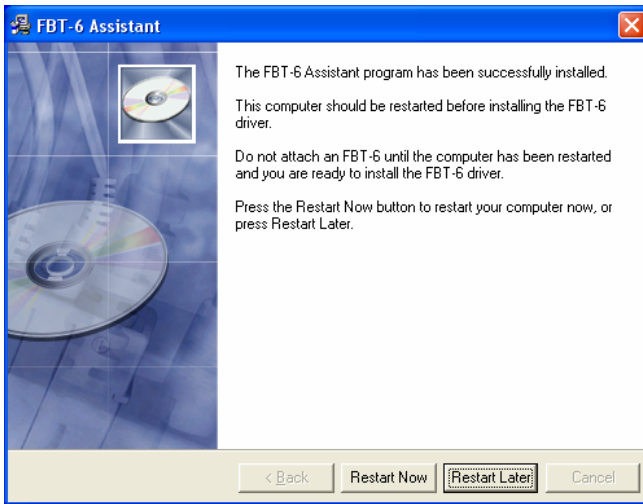 FBT-6 Assistant
The FBT-6 Assistant program has been successfully installed.
This computer should be restarted before installing the FBT-6
driver.
Do not attach an FBT-6 until the computer has been restarted
and you are ready to install the FBT-6 driver.
Press the Restart Now button to restart your computer now, or
press Restart Later.
< Back Restart Now Restart Later Cancel